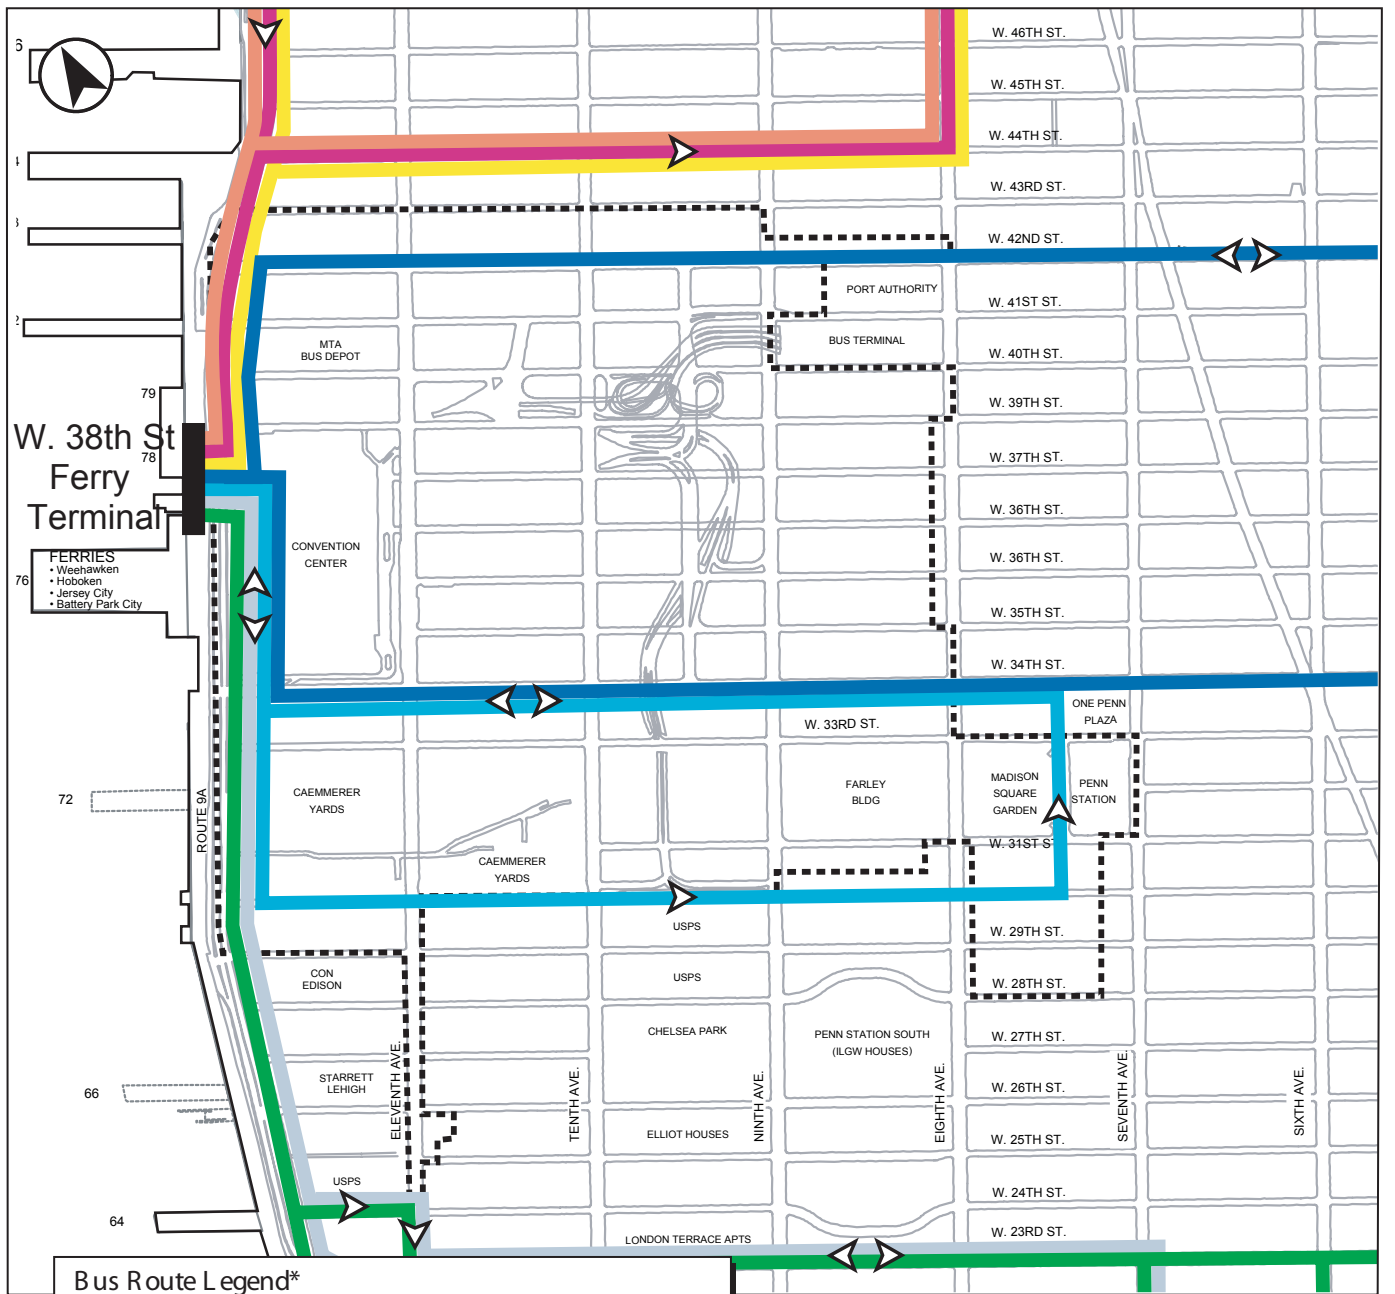 W. 46TH ST.
6
W. 45TH ST.
W. 44TH ST.
4
W. 43RD ST.
3
W. 42ND ST.
PORT AUTHORITY
W. 41ST ST.
2
MTA
BUS DEPOT
BUS TERMINAL
W. 40TH ST.
79
W. 39TH ST.
W. 38th St
Ferry
Terminal
78
W. 37TH ST.
W. 36TH ST.
CONVENTION
CENTER
W. 36TH ST.
FERRIES
• Weehawken
• Hoboken
• Jersey City
• Battery Park City
76
W. 35TH ST.
W. 34TH ST.
ONE PENN
PLAZA
W. 33RD ST.
CAEMMERER
YARDS
FARLEY
BLDG
MADISON
SQUARE
GARDEN
PENN
STATION
72
ROUTE 9A
W. 31ST ST
CAEMMERER
YARDS
USPS
W. 29TH ST.
CON
EDISON
USPS
W. 28TH ST.
CHELSEA PARK
PENN STATION SOUTH
(ILGW HOUSES)
W. 27TH ST.
STARRETT
LEHIGH
W. 26TH ST.
66
ELEVENTH AVE.
TENTH AVE.
NINTH AVE.
EIGHTH AVE.
SEVENTH AVE.
SIXTH AVE.
ELLIOT HOUSES
W. 25TH ST.
USPS
W. 24TH ST.
64
LONDON TERRACE APTS
W. 23RD ST.
Bus Route Legend*